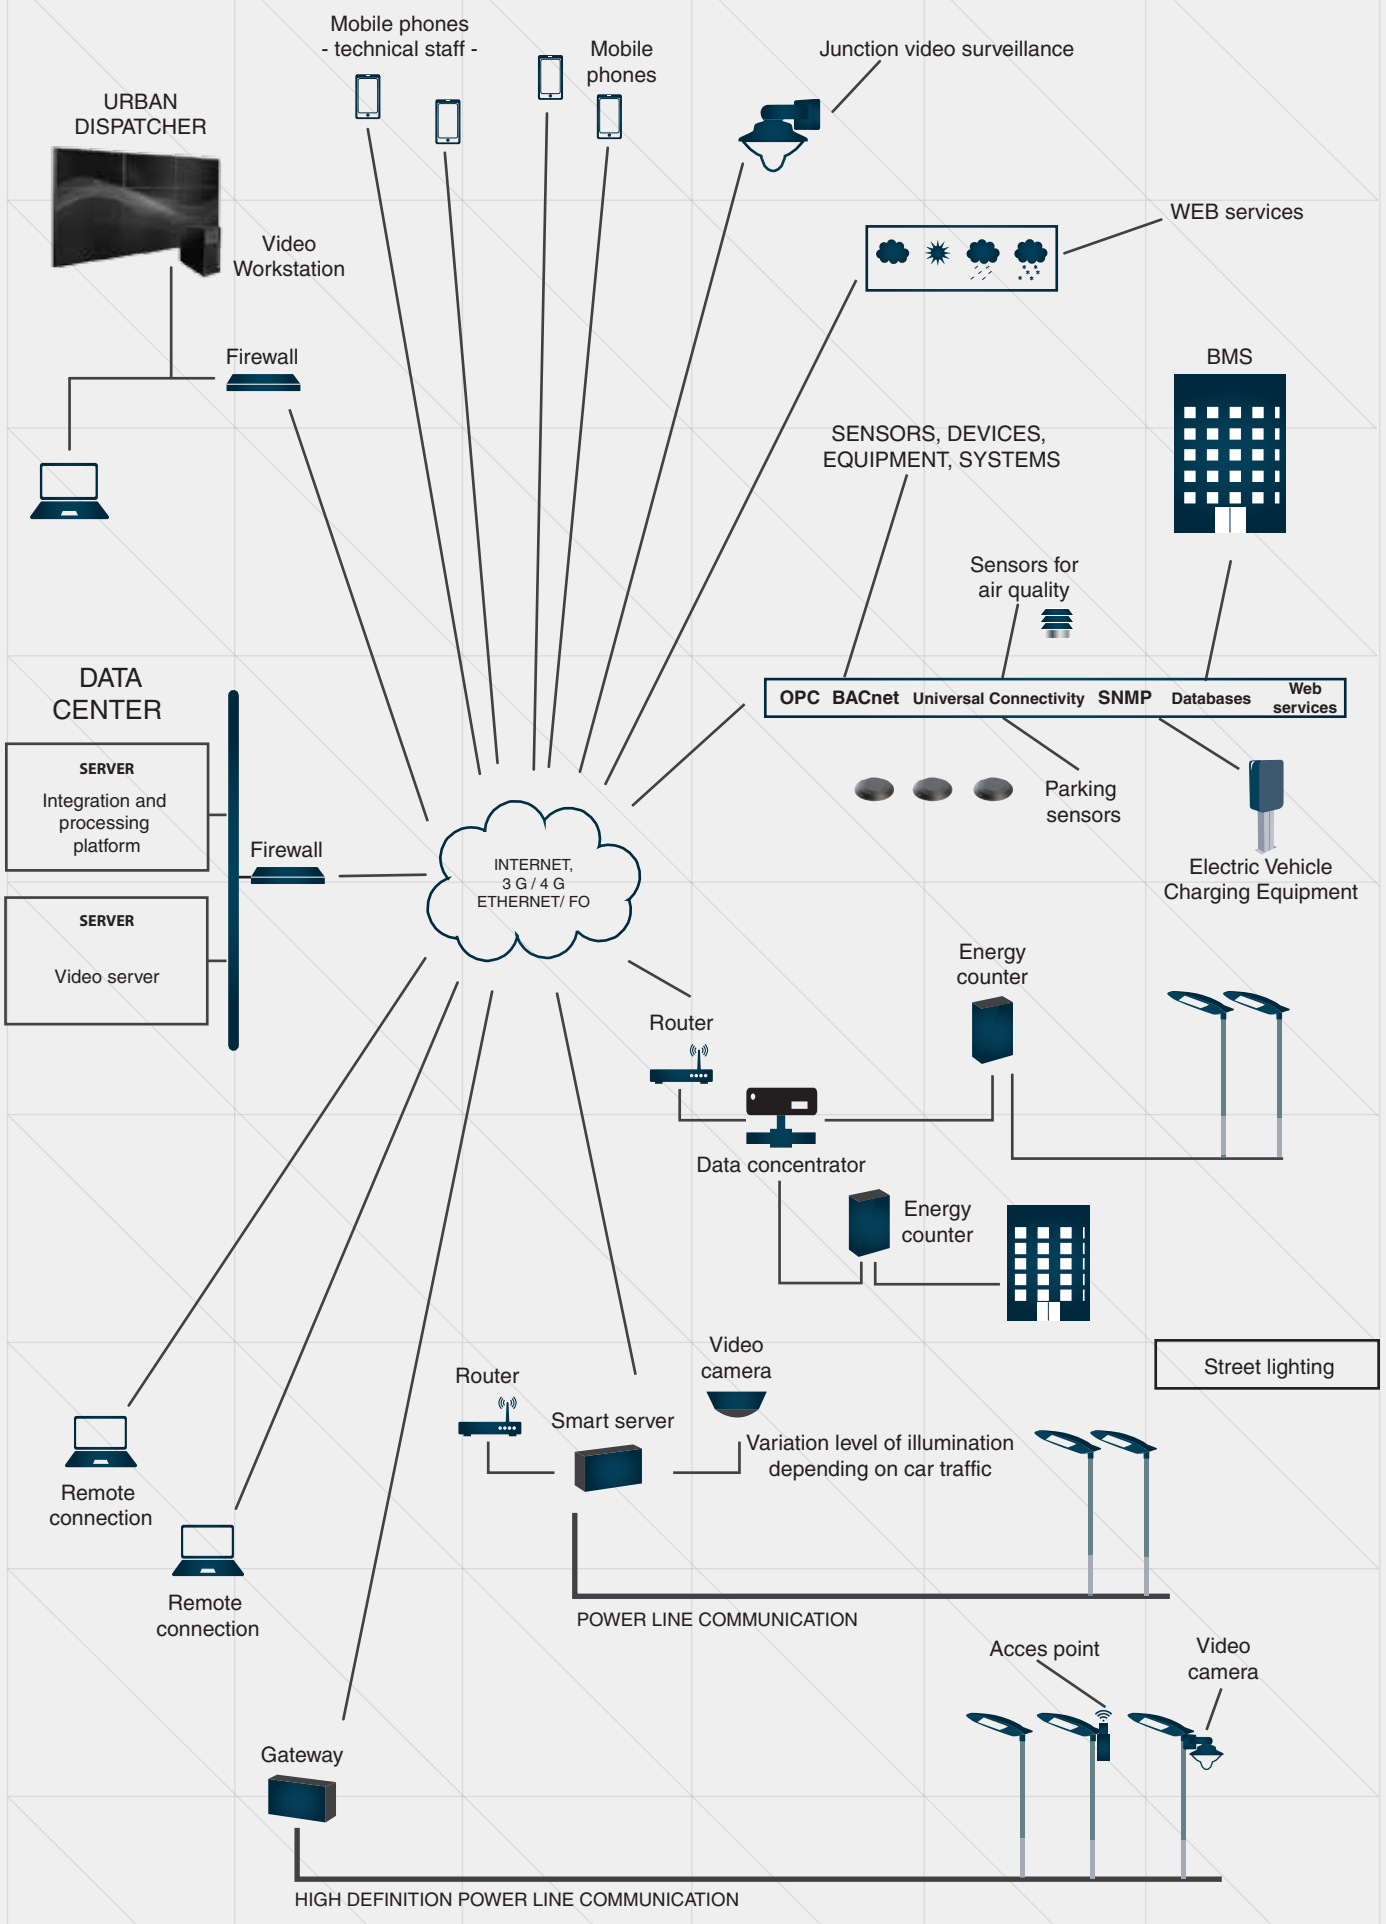 Mobile phones
- technical staff -
Mobile
phones
Junction video surveillance
URBAN
DISPATCHER
Video
Workstation
WEB services
Firewall
BMS
SENSORS, DEVICES,
EQUIPMENT, SYSTEMS
Sensors for
air quality
DATA
CENTER
OPC BACnet Universal Connectivity SNMP Databases Web
services
SERVER
Integration and
processing
platform
Firewall
Parking
sensors
INTERNET,
3 G / 4 G
ETHERNET/ FO
Electric Vehicle
Charging Equipment
SERVER
Video server
Energy
counter
Router
Data concentrator
Energy
counter
Street lighting
Video
camera
Router
Smart server
Variation level of illumination
depending on car traffic
Remote
connection
Remote
connection
POWER LINE COMMUNICATION
Acces point
Video
camera
Gateway
HIGH DEFINITION POWER LINE COMMUNICATION